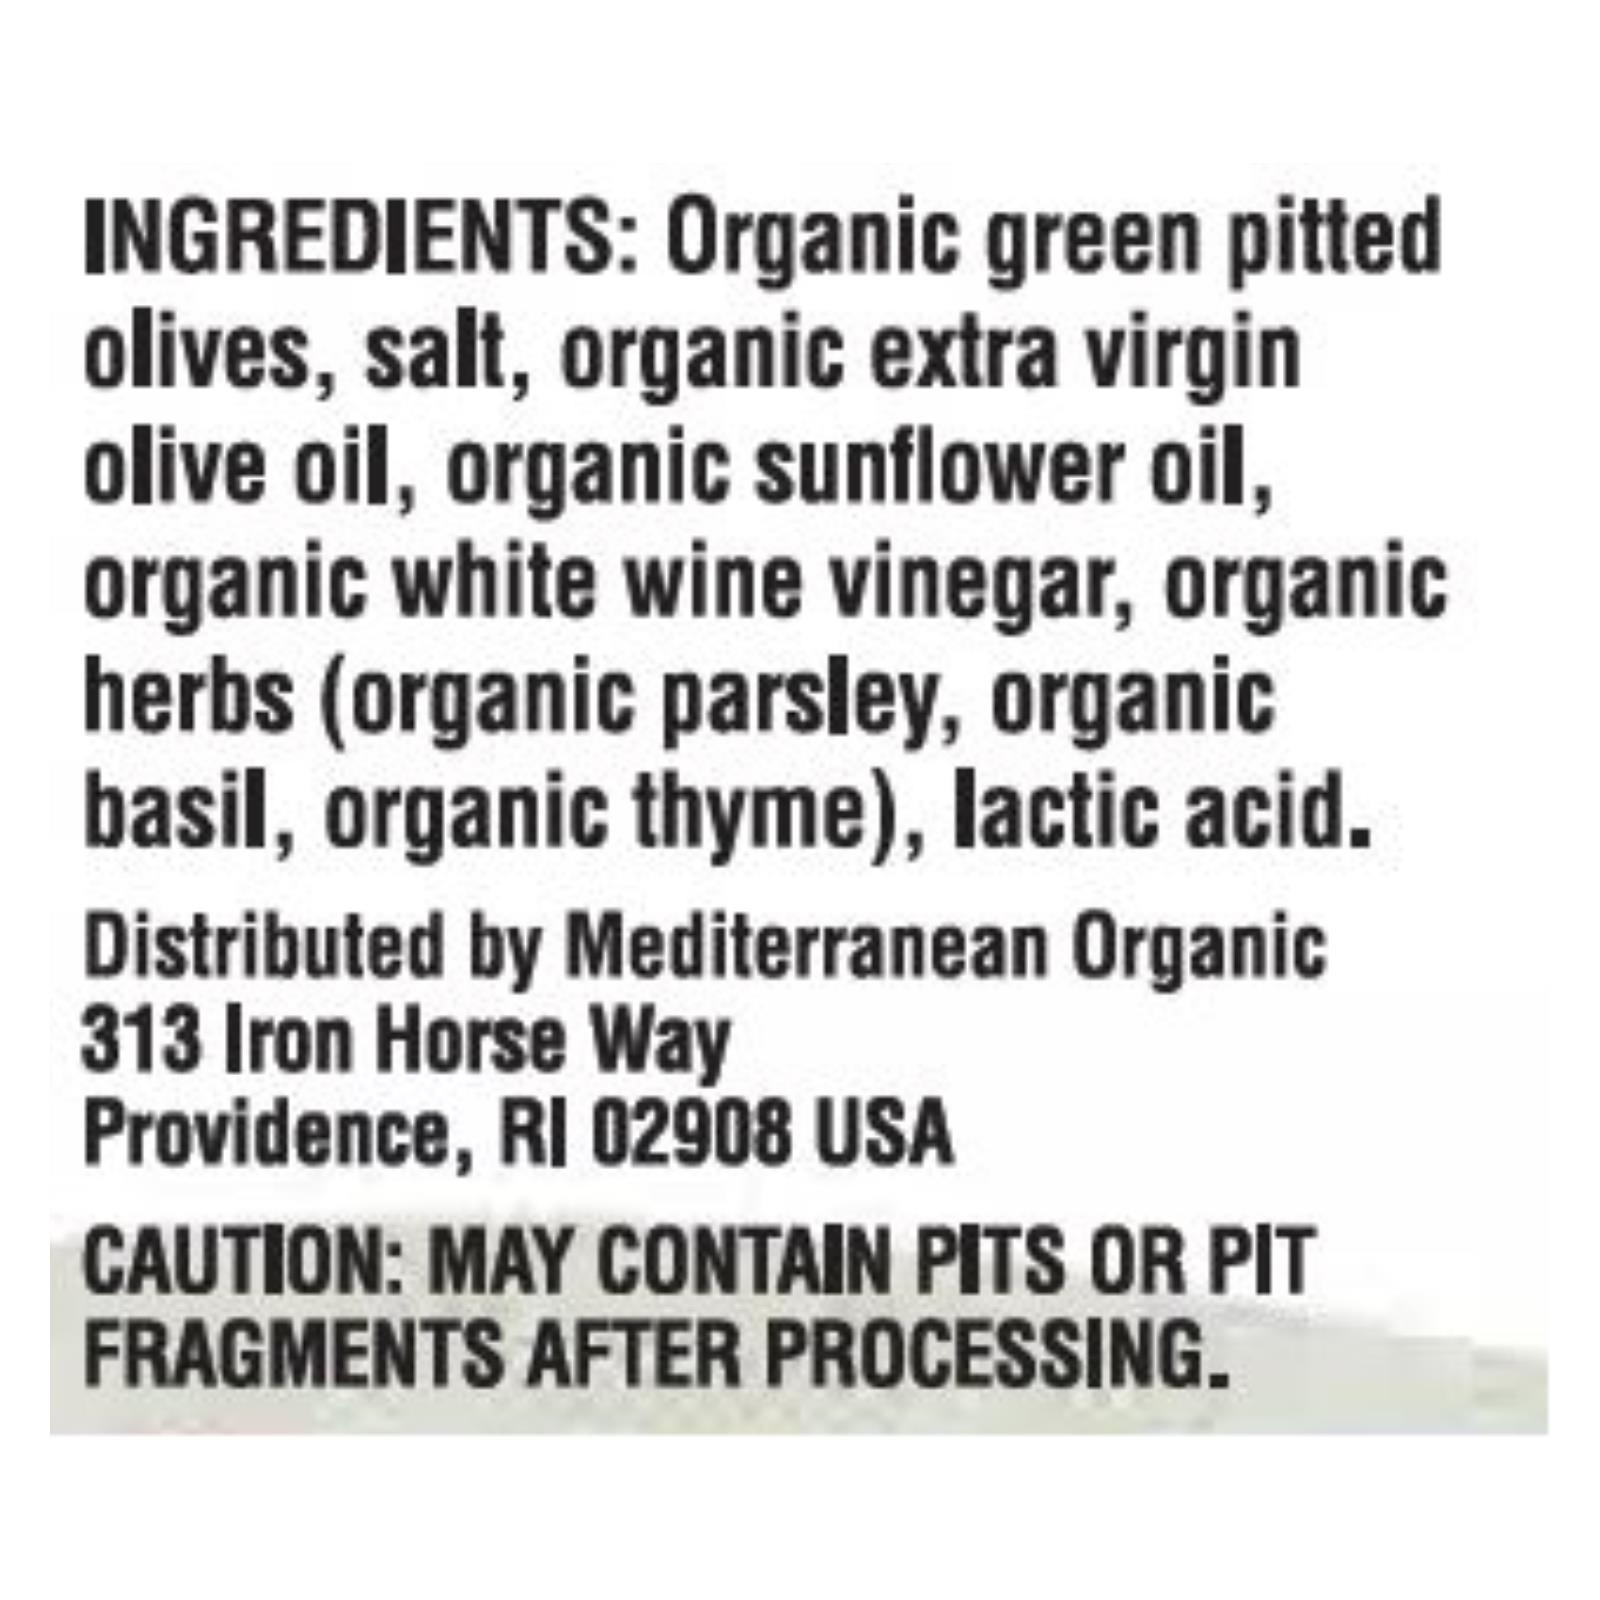 INGREDIENTS: Organic green pitted
olives, salt, organic extra virgin
olive oil, organic sunflower oil,
organic white wine vinegar, organic
herbs (organic parsley, organic
basil, organic thyme), lactic acid.
Distributed by Mediterranean Organic
313 Iron Horse Way
Providence, RI 02908 USA
CAUTION: MAY CONTAIN PITS OR PIT
FRAGMENTS AFTER PROCESSING.